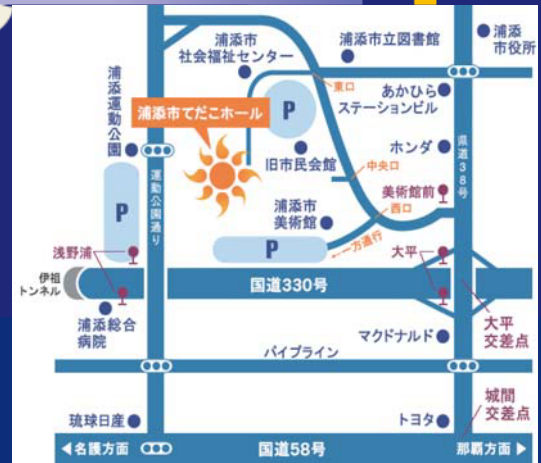 浦添市
社会福祉センター
浦添市立図書館
浦添
市役所
浦添運動公園
東口
あかひら
ステーションビル
浦添市てだこホール
P
旧市民会館
ホンダ
県道38号
中央口
美術館前
運動公園通り
P
浦添市
美術館
西口
←一方通行
浅野浦
P
大平
伊祖
トンネル
国道330号
浦添総合
病院
マクドナルド
大平
交差点
パイプライン
城間
交差点
琉球日産
トヨタ
◀名護方面
国道58号
那覇方面▶